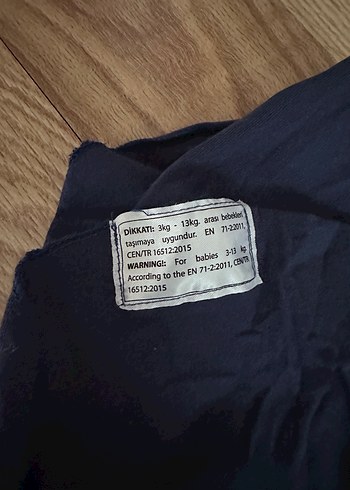 DİKKAT!: 3kg - 13kg. arası bebekleri
taşımaya uygundur. EN 71-2:2011,
CEN/TR 16512:2015
WARNING!: For babies 3-13 kg.
According to the EN 71-2:2011, CEN/TR
16512:2015